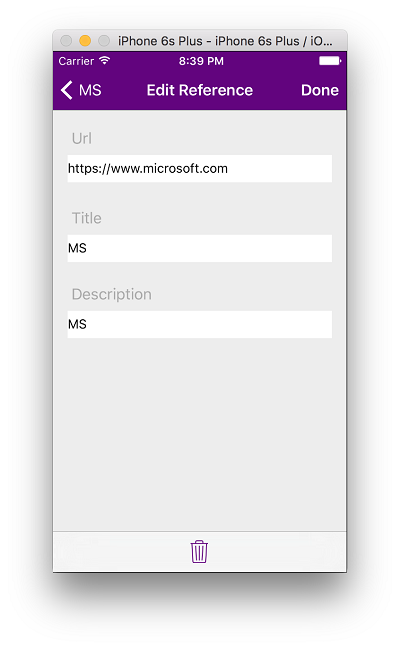 iPhone 6s Plus - iPhone 6s Plus / iO...
Carrier 8:39 PM
MS Edit Reference Done
Url
https://www.microsoft.com
Title
MS
Description
MS